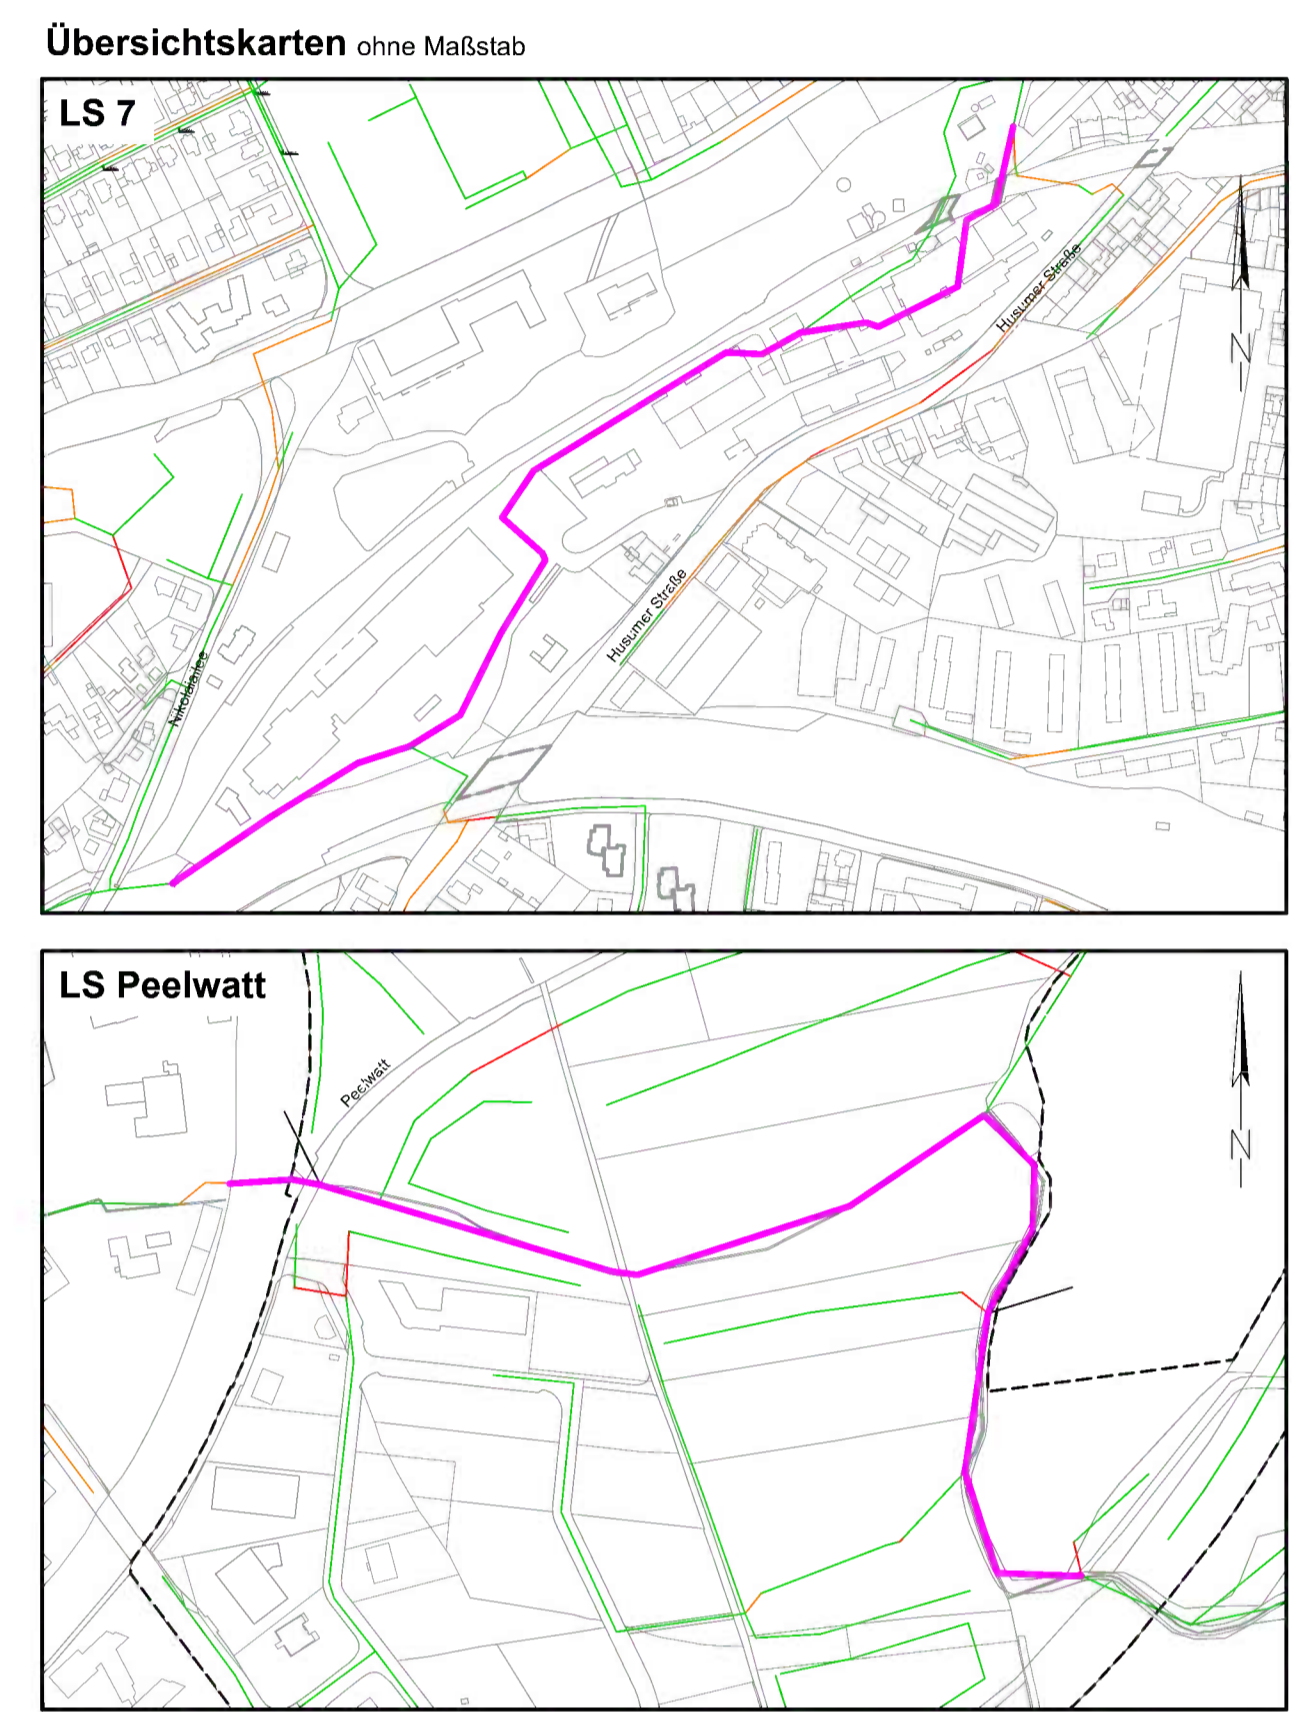 Übersichtskarten ohne Maßstab
LS 7
Husumer Straße
N
Husumer Straße
Nikolaiallee
LS Peelwatt
Peelwatt
N